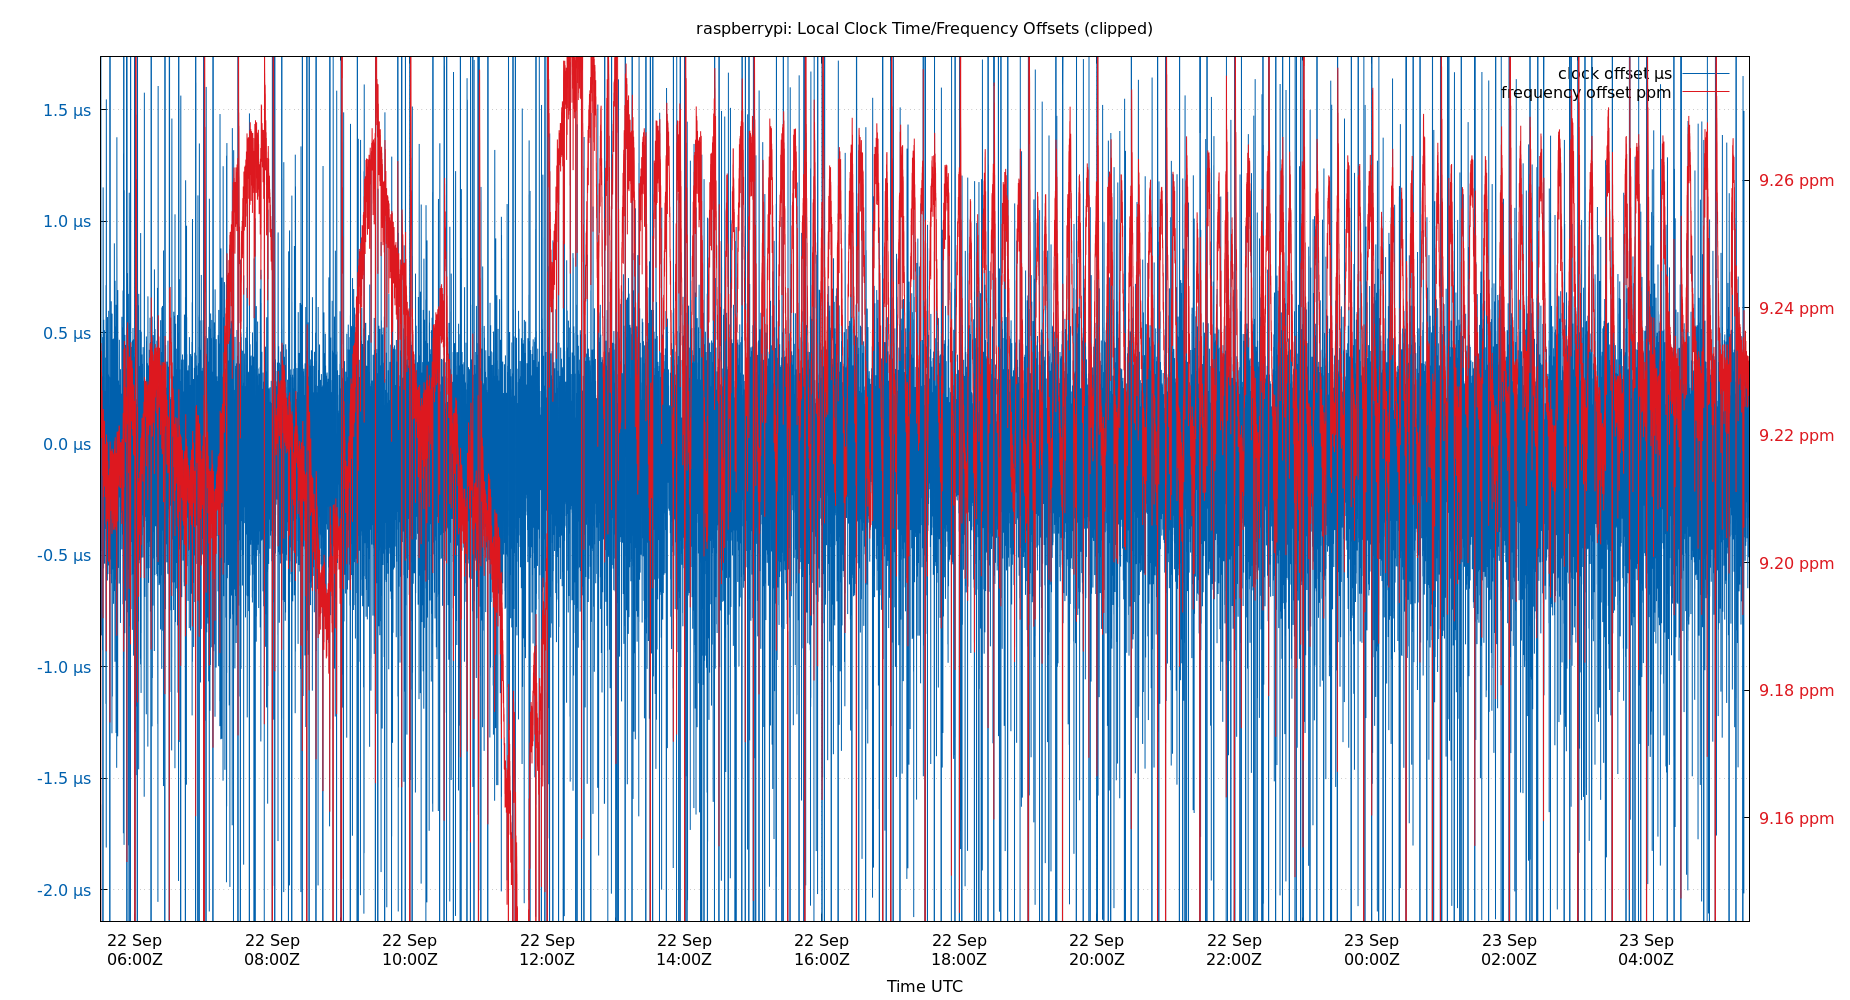 raspberrypi: Local Clock Time/Frequency Offsets (clipped)
clock offset µs
frequency offset ppm
1.5 µs
1.0 µs
0.5 µs
0.0 µs
-0.5 µs
-1.0 µs
-1.5 µs
-2.0 µs
9.26 ppm
9.24 ppm
9.22 ppm
9.20 ppm
9.18 ppm
9.16 ppm
22 Sep 22 Sep 22 Sep 22 Sep 22 Sep 22 Sep 22 Sep 22 Sep 22 Sep 23 Sep 23 Sep 23 Sep
06:00Z 08:00Z 10:00Z 12:00Z 14:00Z 16:00Z 18:00Z 20:00Z 22:00Z 00:00Z 02:00Z 04:00Z
Time UTC